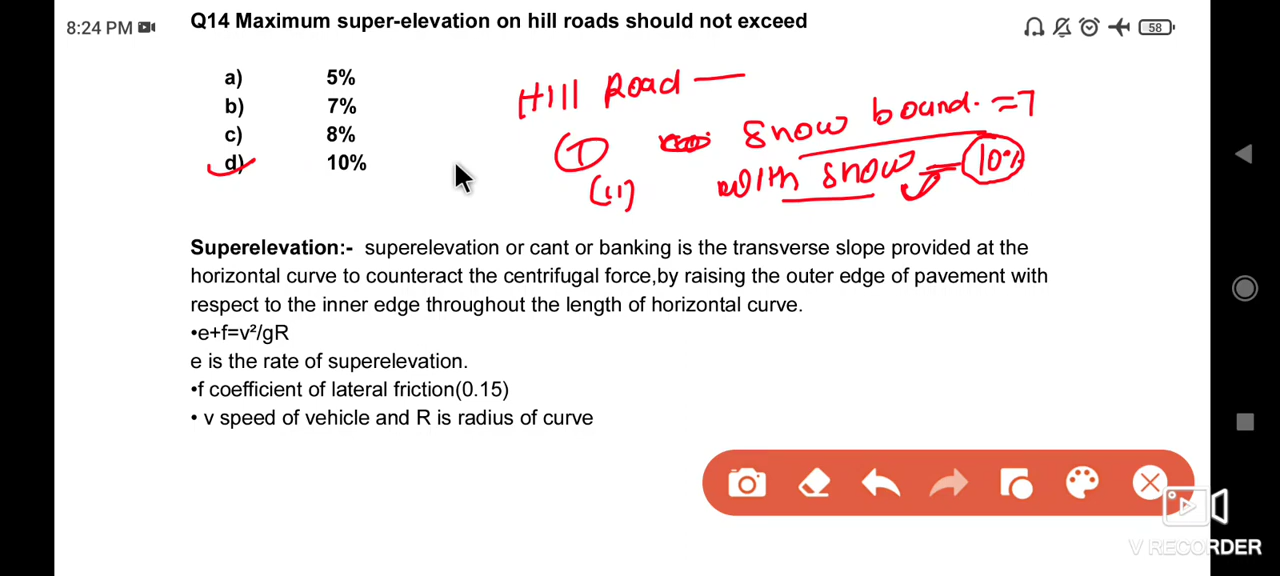 8:24 PM
Q14 Maximum super-elevation on hill roads should not exceed
58
a) 5%
b) 7%
c) 8%
d) 10%
Hill Road —
(I) Snow bound. = 7
(ii) with snow = 10%
Superelevation:- superelevation or cant or banking is the transverse slope provided at the
horizontal curve to counteract the centrifugal force,by raising the outer edge of pavement with
respect to the inner edge throughout the length of horizontal curve.
•e+f=v²/gR
e is the rate of superelevation.
•f coefficient of lateral friction(0.15)
• v speed of vehicle and R is radius of curve
V RECORDER